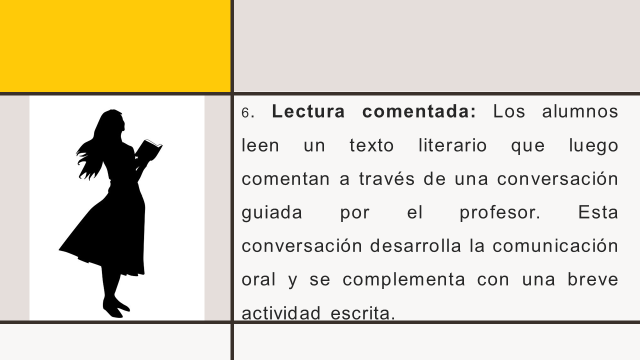 6. Lectura comentada: Los alumnos
leen un texto literario que luego
comentan a través de una conversación
guiada por el profesor. Esta
conversación desarrolla la comunicación
oral y se complementa con una breve
actividad escrita.